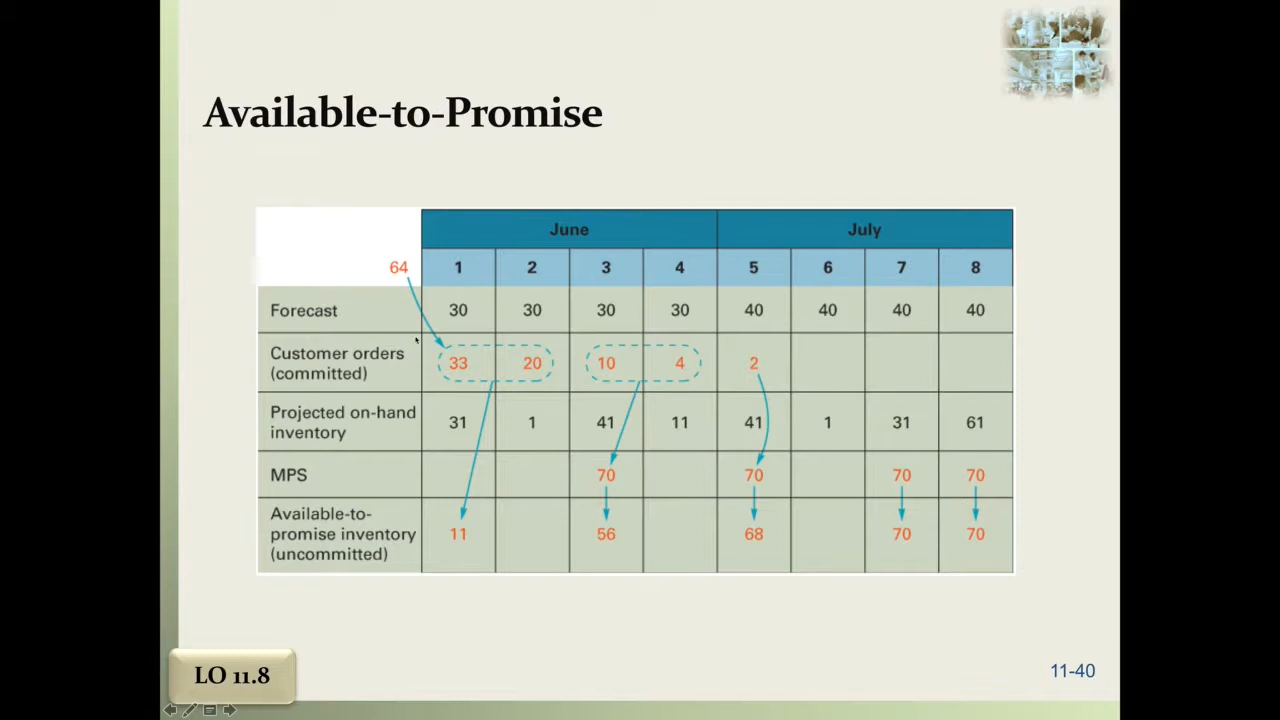 Available-to-Promise
June July
64 1 2 3 4 5 6 7 8
Forecast 30 30 30 30 40 40 40 40
Customer orders
(committed) 33 20 10 4 2
Projected on-hand
inventory 31 1 41 11 41 1 31 61
MPS 70 70 70 70
Available-to-
promise inventory 11 56 68 70 70
(uncommitted)
LO 11.8
11-40